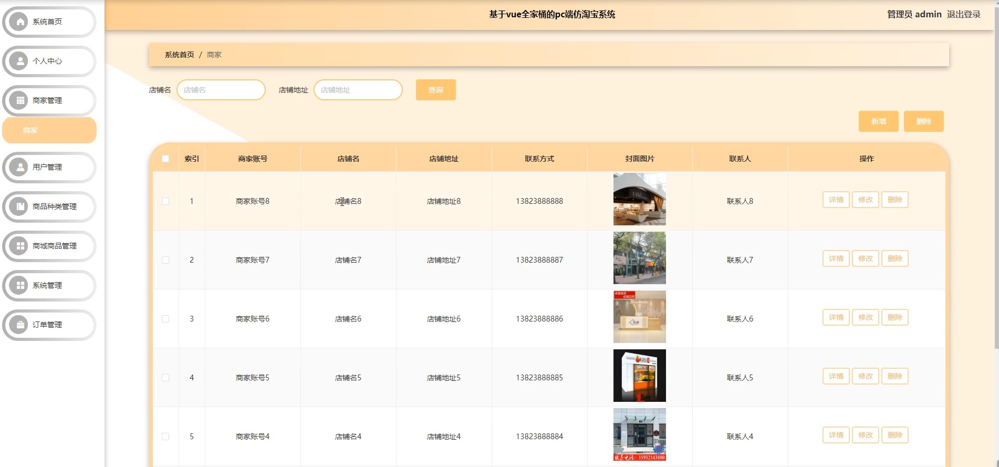 基于vue全家桶的pc端仿淘宝系统
管理员 admin 退出登录
系统首页
个人中心
商家管理
商家
用户管理
商品种类管理
商城商品管理
系统管理
订单管理
系统首页 / 商家
店铺名 店铺名 店铺地址 店铺地址 查询
新增 删除
索引 商家账号 店铺名 店铺地址 联系方式 封面图片 联系人 操作
1 商家账号8 店铺名8 店铺地址8 13823888888 联系人8 详情 修改 删除
2 商家账号7 店铺名7 店铺地址7 13823888887 联系人7 详情 修改 删除
3 商家账号6 店铺名6 店铺地址6 13823888886 联系人6 详情 修改 删除
4 商家账号5 店铺名5 店铺地址5 13823888885 联系人5 详情 修改 删除
5 商家账号4 店铺名4 店铺地址4 13823888884 联系人4 详情 修改 删除
联系电话: 15932143880